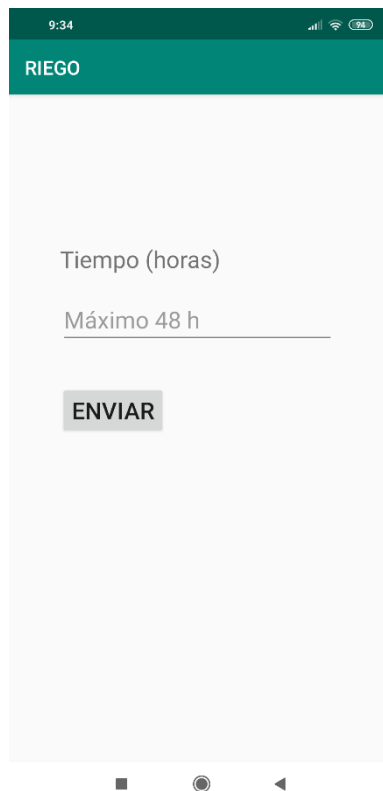 9:34
94
RIEGO
Tiempo (horas)
Máximo 48 h
ENVIAR